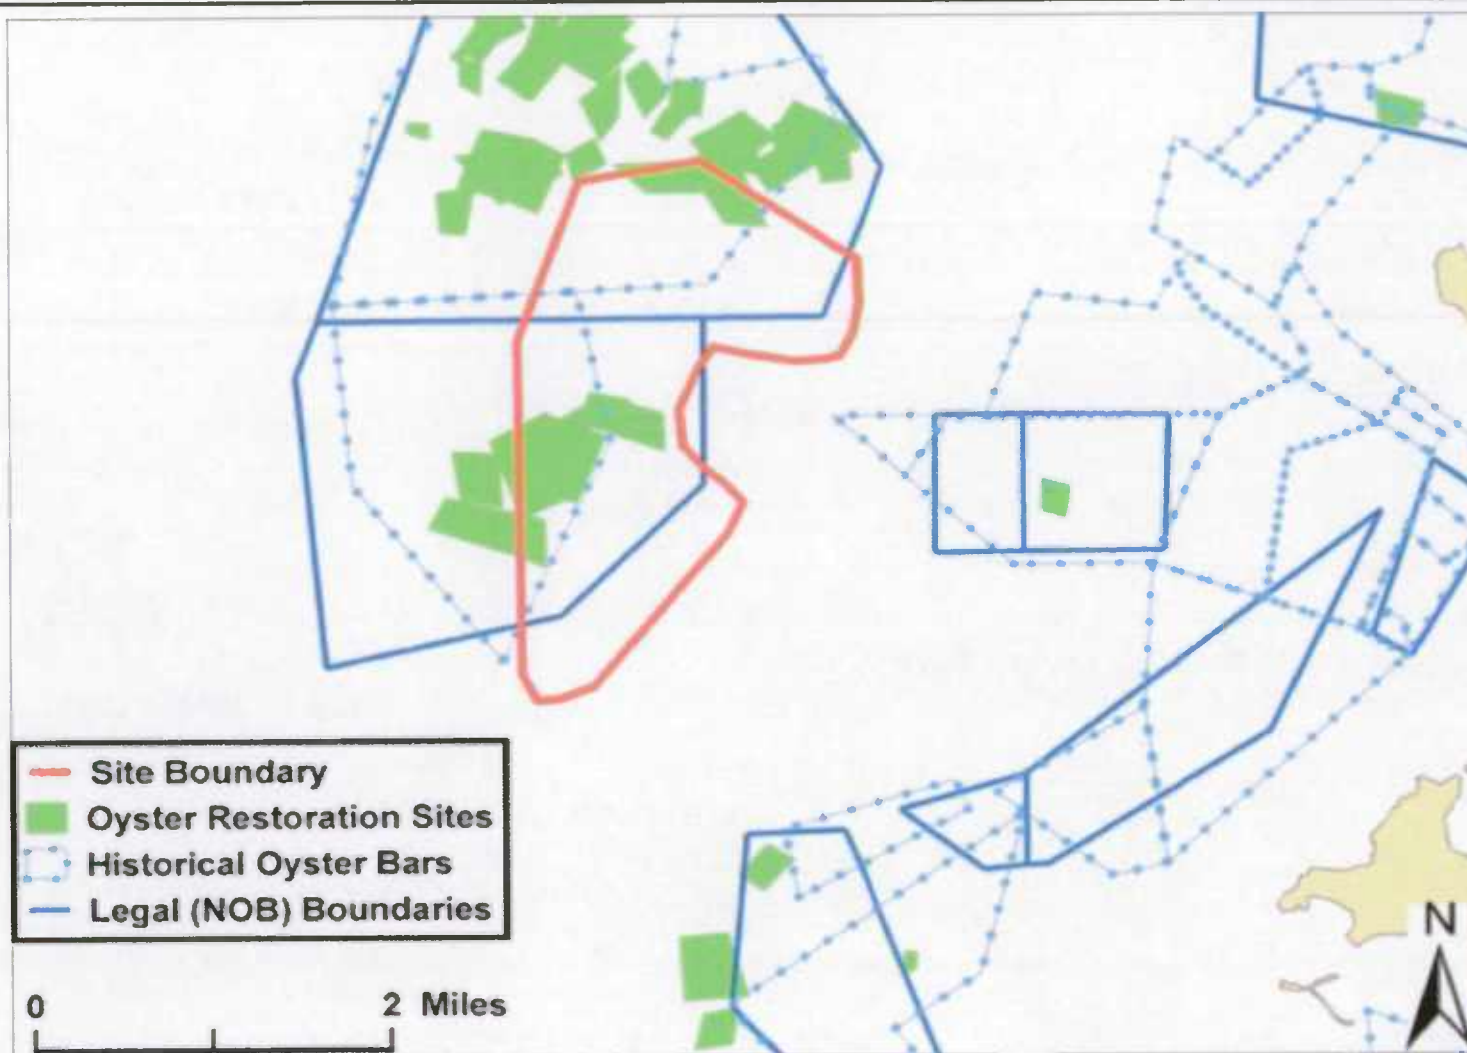 Site Boundary
Oyster Restoration Sites
Historical Oyster Bars
Legal (NOB) Boundaries
0 2 Miles
N